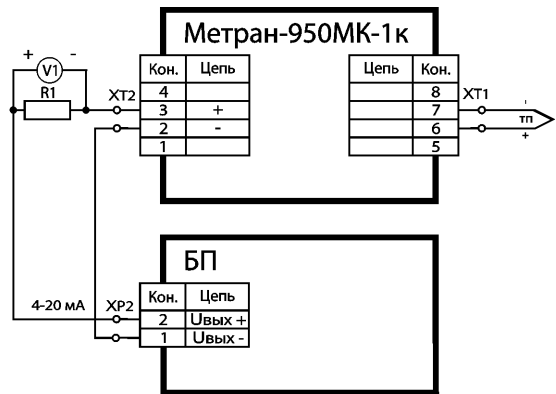 Метран-950МК-1к
+ V1 -
R1
XT2
Кон. Цепь
4
3 +
2 -
1
Цепь Кон.
8
7
6
5
XT1
-
ТП
+
БП
4-20 мА
XP2
Кон. Цепь
2 Uвых +
1 Uвых -